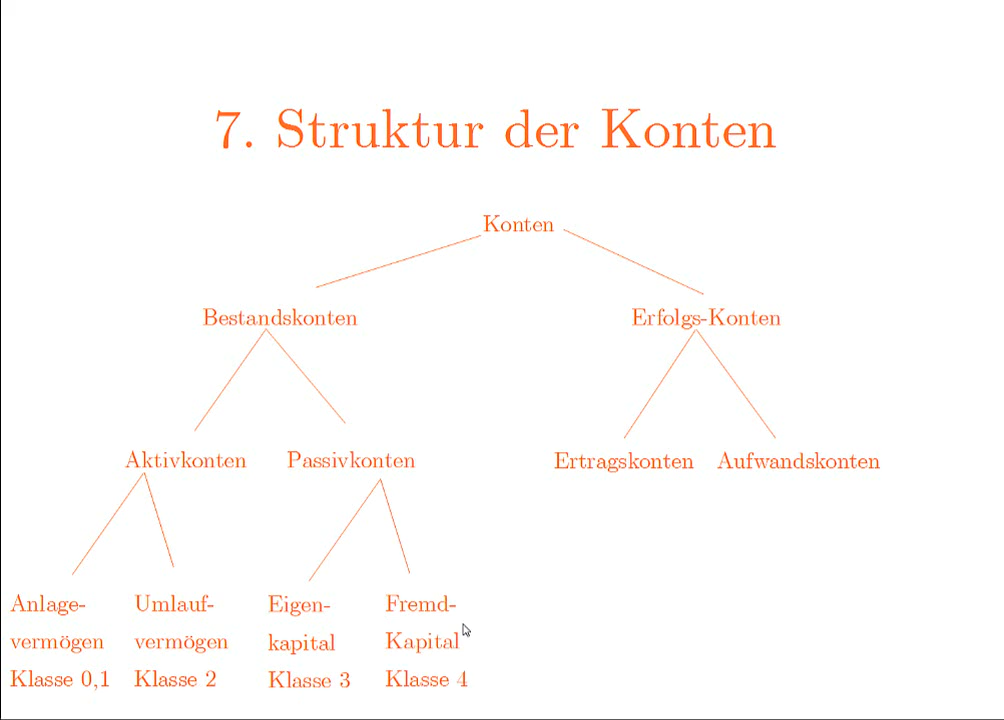 7. Struktur der Konten
Konten
Bestandskonten
Erfolgs-Konten
Aktivkonten
Passivkonten
Ertragskonten
Aufwandskonten
Anlage-
vermögen
Klasse 0,1
Umlauf-
vermögen
Klasse 2
Eigen-
kapital
Klasse 3
Fremd-
Kapital
Klasse 4